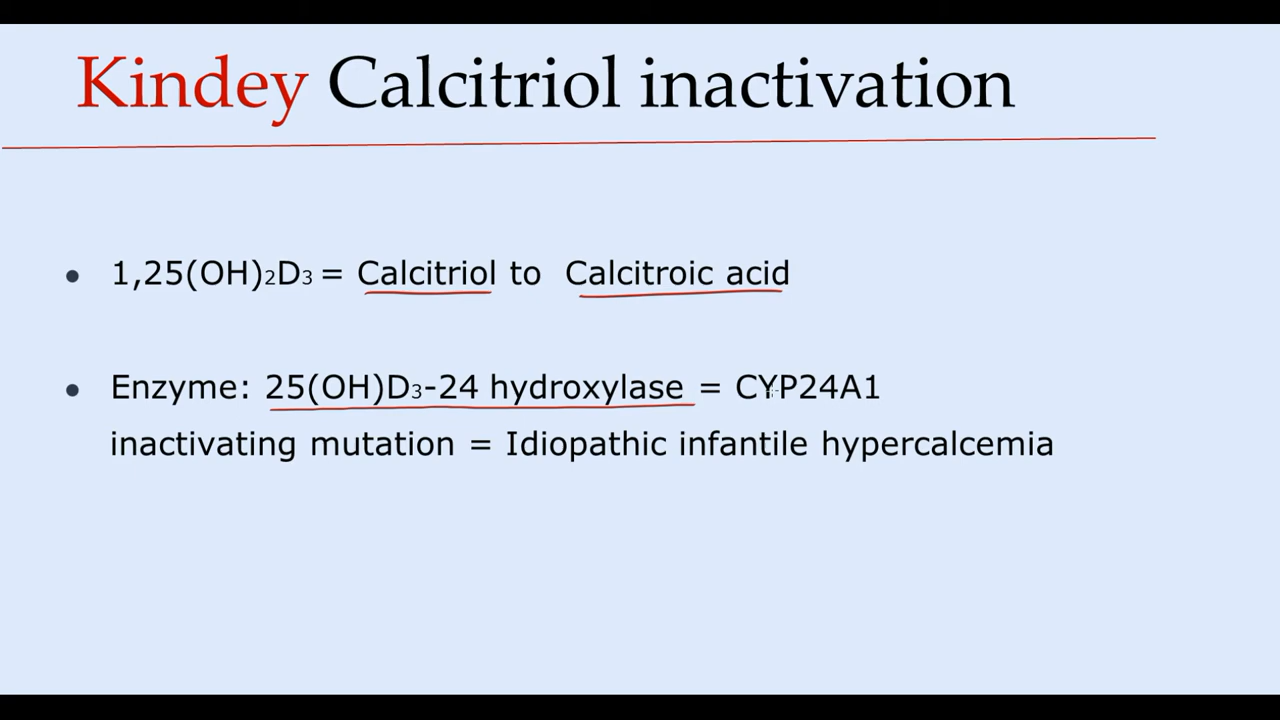 Kindey Calcitriol inactivation
• 1,25(OH)₂D₃ = Calcitriol to Calcitroic acid
• Enzyme: 25(OH)D₃-24 hydroxylase = CYP24A1
inactivating mutation = Idiopathic infantile hypercalcemia